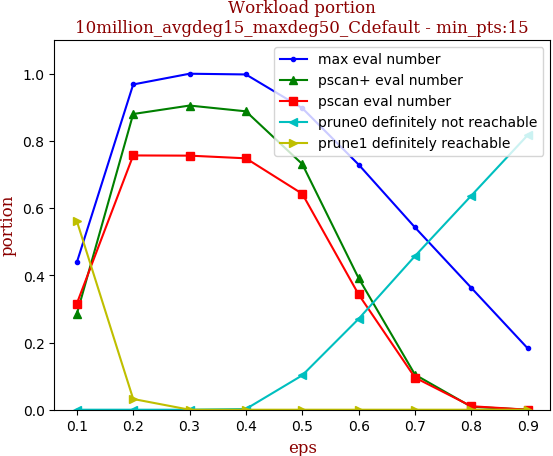 Workload portion
10million_avgdeg15_maxdeg50_Cdefault - min_pts:15
max eval number
pscan+ eval number
pscan eval number
prune0 definitely not reachable
prune1 definitely reachable
portion
1.0
0.8
0.6
0.4
0.2
0.0
0.1 0.2 0.3 0.4 0.5 0.6 0.7 0.8 0.9
eps